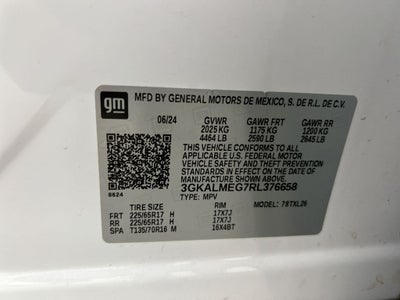 gm
MFD BY GENERAL MOTORS DE MEXICO, S. DE R.L. DE C.V.
06/24 GVWR GAWR FRT GAWR RR
2025 KG 1175 KG 1200 KG
4464 LB 2590 LB 2645 LB
THIS VEHICLE CONFORMS TO ALL
APPLICABLE U.S. FEDERAL MOTOR
VEHICLE SAFETY AND THEFT PREVENTION
STANDARDS IN EFFECT ON THE DATE OF
MANUFACTURE SHOWN ABOVE.
3GKALMEG7RL376658
8624 TYPE: MPV MODEL: 78TXL26
TIRE SIZE RIM
FRT 225/65R17 H 17X7J
RR 225/65R17 H 17X7J
SPA T135/70R16 M 16X4BT